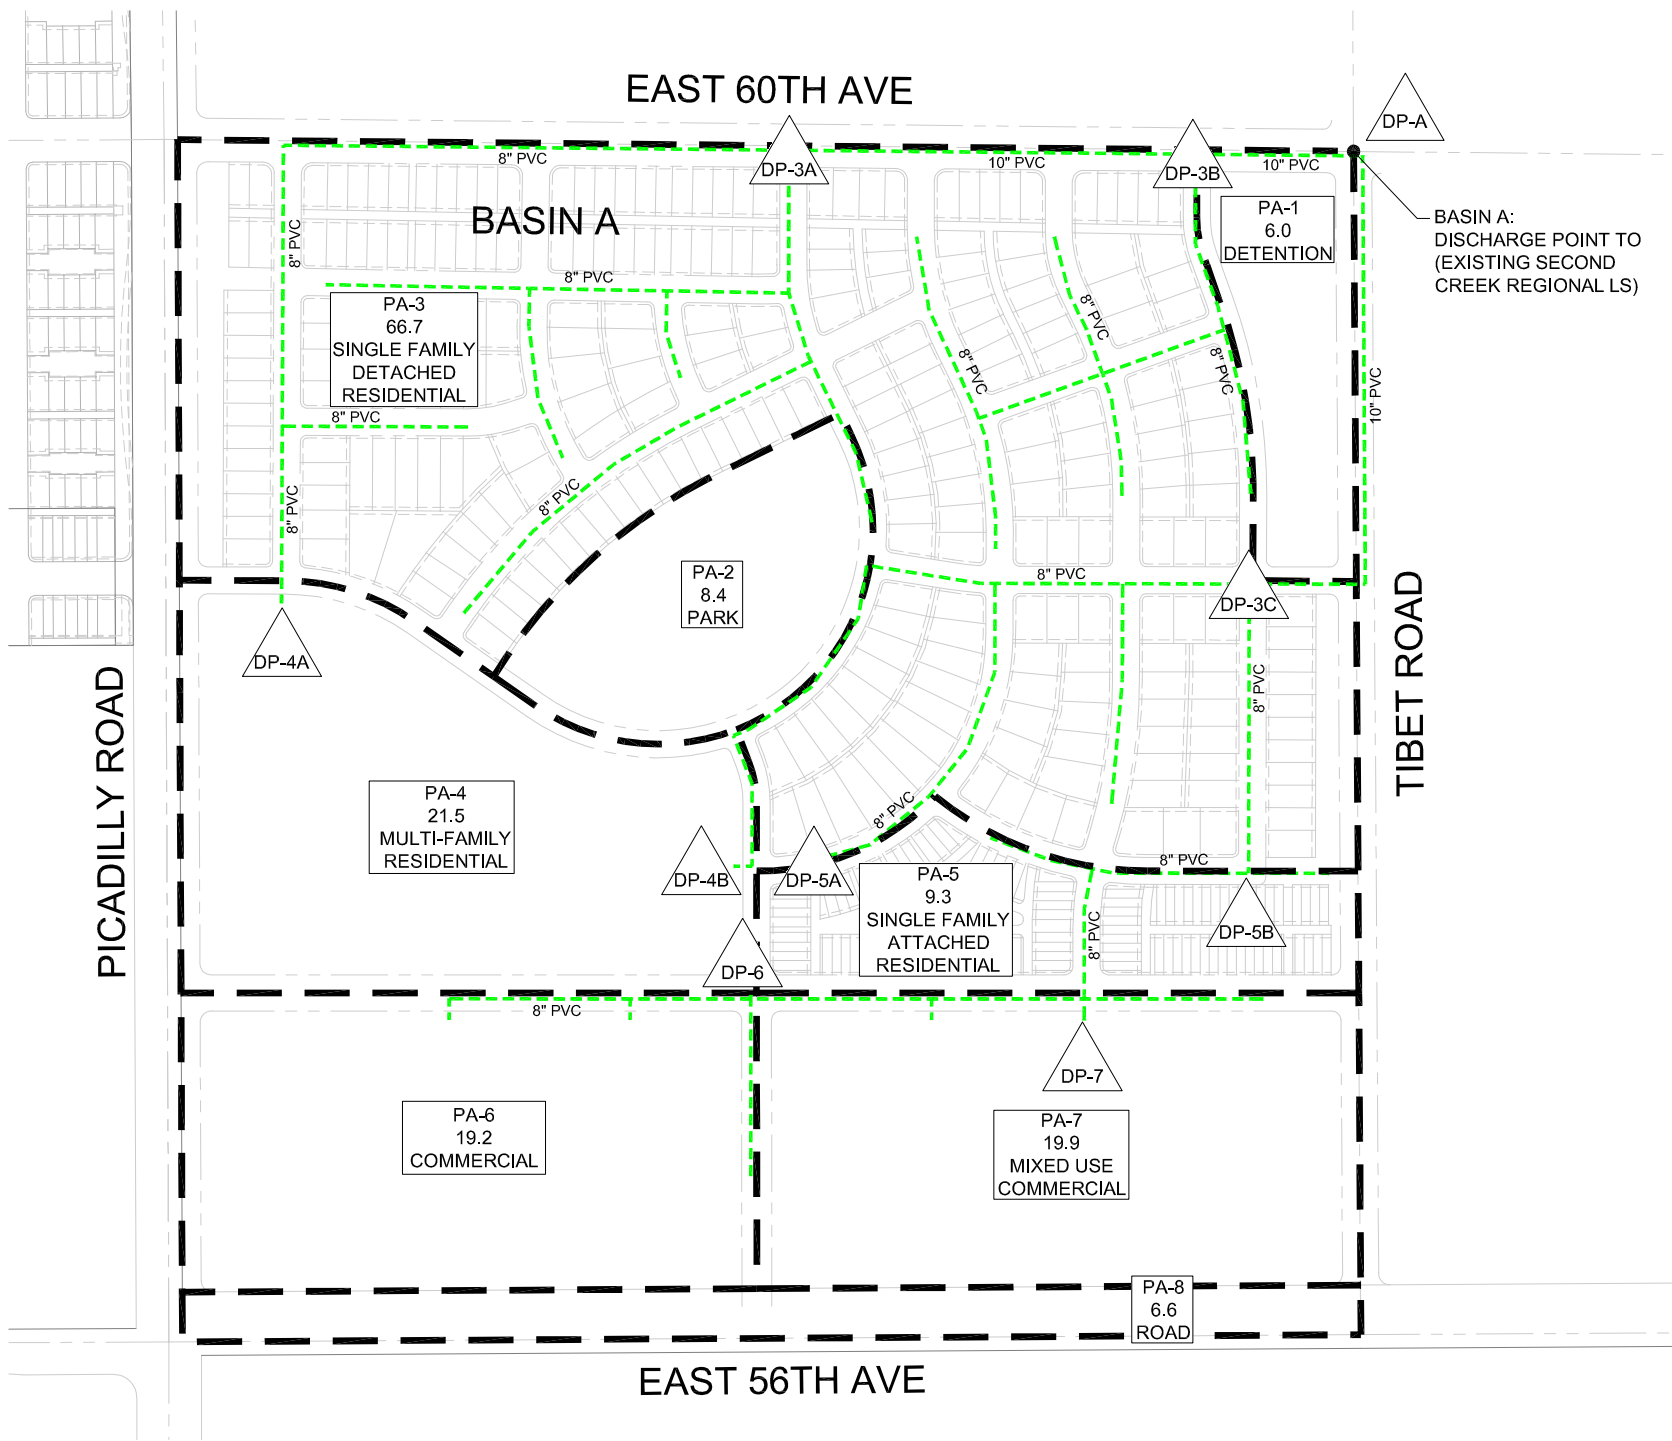 EAST 60TH AVE
DP-A
8" PVC
DP-3A
10" PVC
DP-3B
10" PVC
BASIN A
PA-1
6.0
DETENTION
BASIN A:
DISCHARGE POINT TO
(EXISTING SECOND
CREEK REGIONAL LS)
8" PVC
8" PVC
PA-3
66.7
SINGLE FAMILY
DETACHED
RESIDENTIAL
8" PVC
8" PVC
8" PVC
10" PVC
8" PVC
8" PVC
8" PVC
PA-2
8.4
PARK
8" PVC
DP-3C
DP-4A
8" PVC
PICADILLY ROAD
TIBET ROAD
PA-4
21.5
MULTI-FAMILY
RESIDENTIAL
8" PVC
DP-4B
DP-5A
8" PVC
PA-5
9.3
SINGLE FAMILY
ATTACHED
RESIDENTIAL
8" PVC
DP-5B
DP-6
8" PVC
DP-7
PA-6
19.2
COMMERCIAL
PA-7
19.9
MIXED USE
COMMERCIAL
PA-8
6.6
ROAD
EAST 56TH AVE